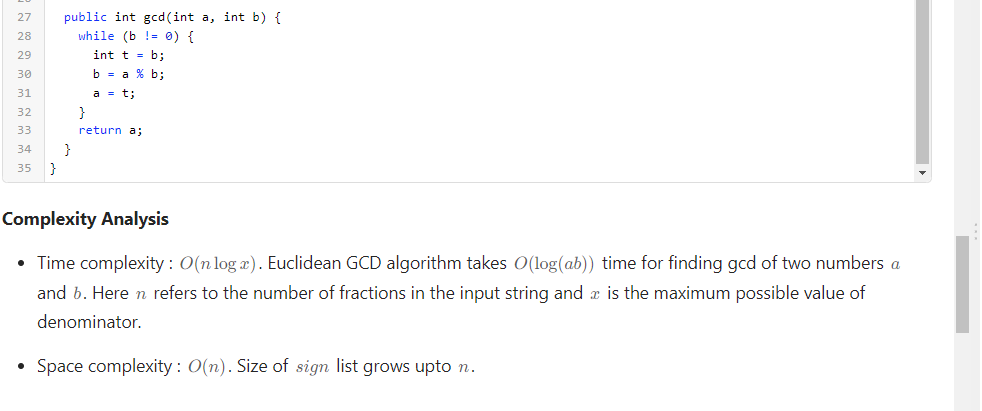 27 public int gcd(int a, int b) {
28 while (b != 0) {
29 int t = b;
30 b = a % b;
31 a = t;
32 }
33 return a;
34 }
35 }
Complexity Analysis
• Time complexity : O(n log x). Euclidean GCD algorithm takes O(log(ab)) time for finding gcd of two numbers a
and b. Here n refers to the number of fractions in the input string and x is the maximum possible value of
denominator.
• Space complexity : O(n). Size of sign list grows upto n.